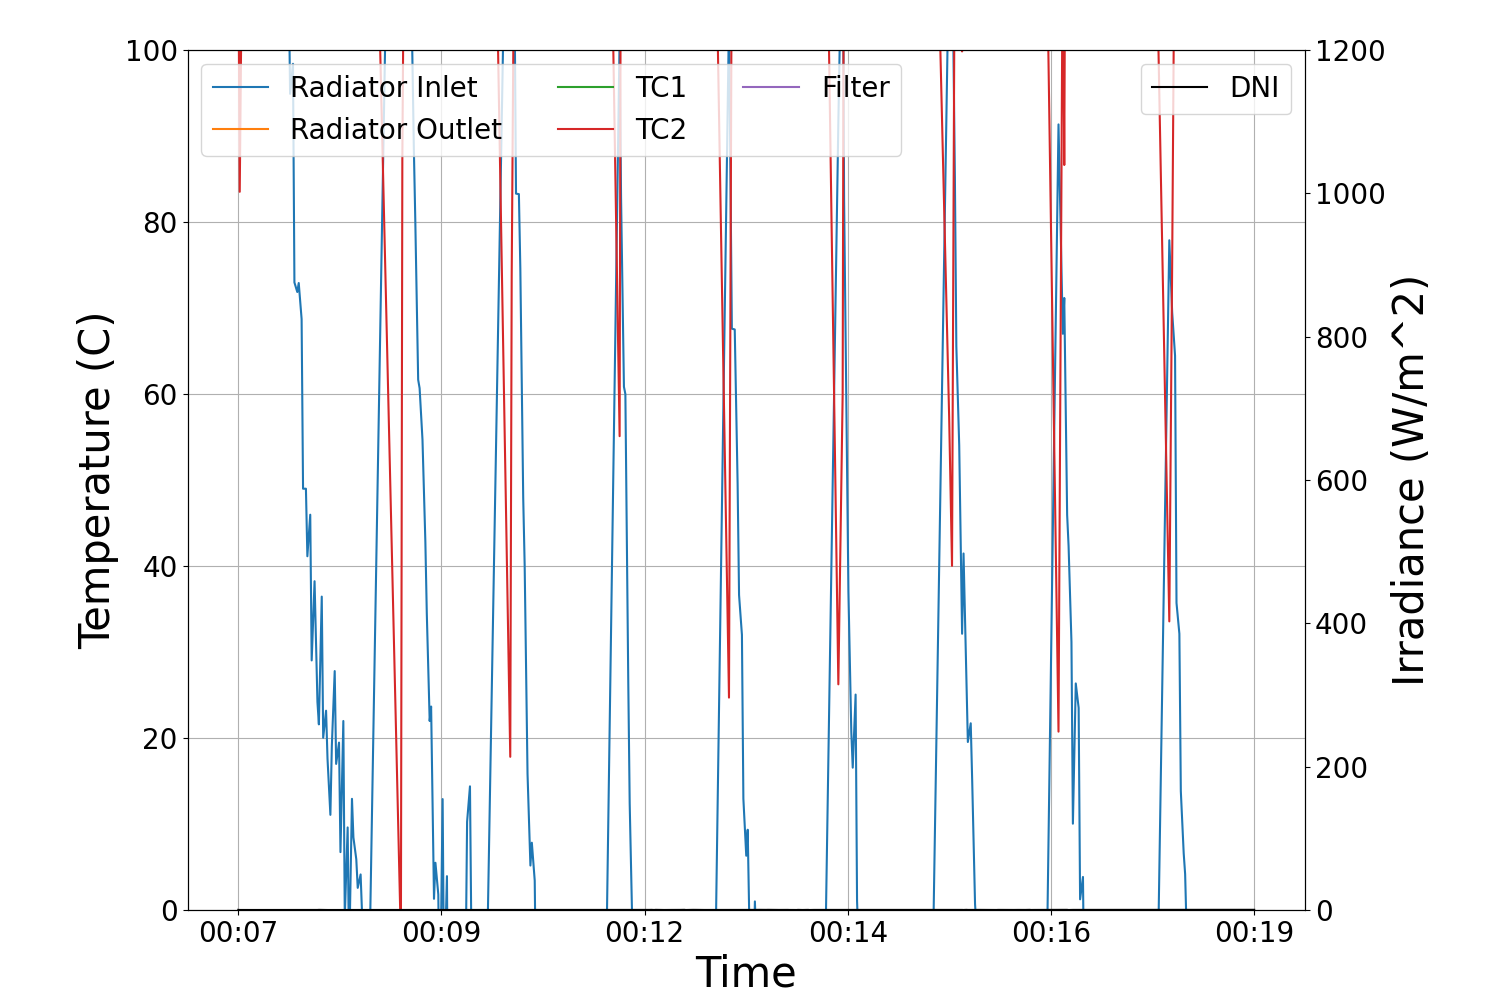 Radiator Inlet
Radiator Outlet
TC1
TC2
Filter
DNI
Temperature (C)
100
80
60
40
20
0
1200
1000
800
600
400
200
0
Irradiance (W/m^2)
00:07 00:09 00:12 00:14 00:16 00:19
Time